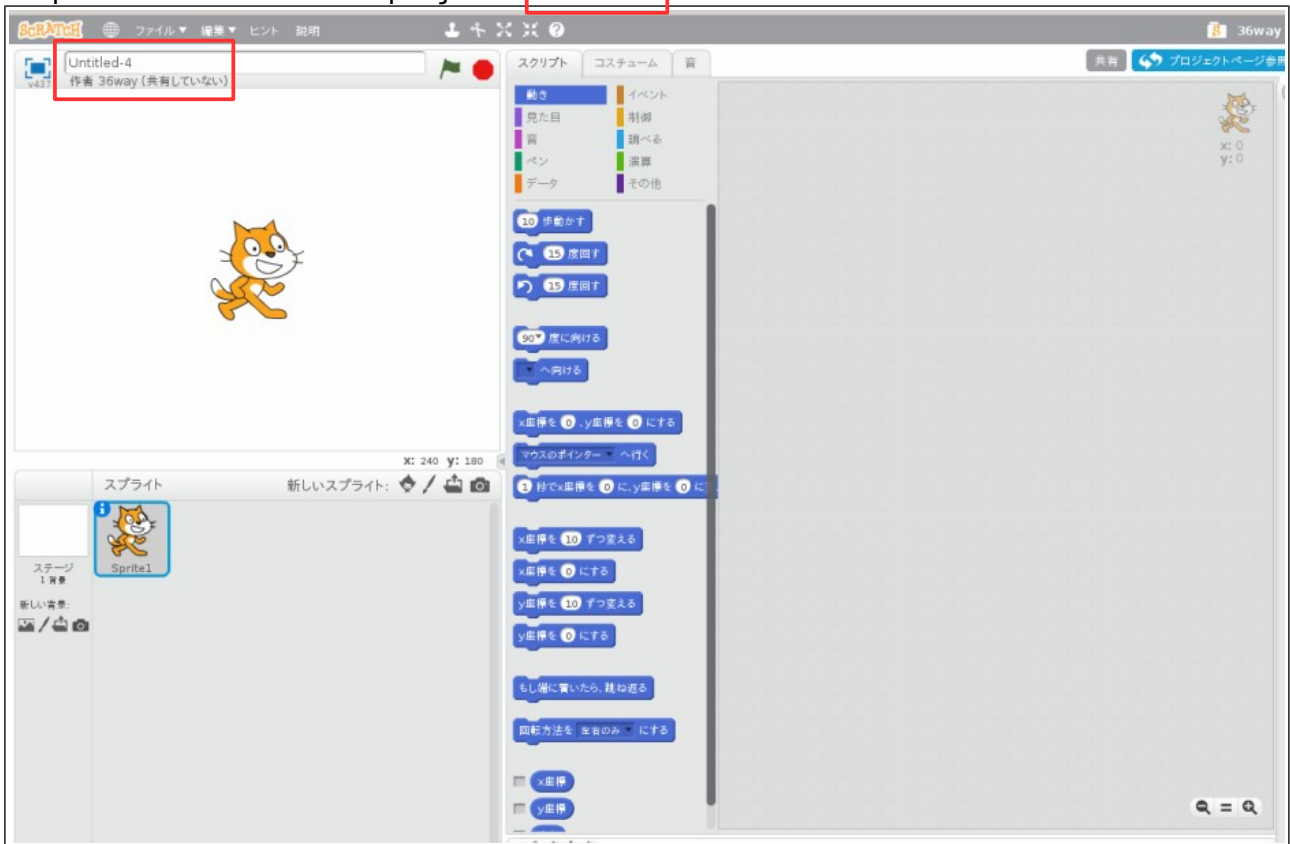 SCRATCH ファイル▼ 編集▼ ヒント 説明 36way
Untitled-4
作者 36way (共有していない)
v437
スクリプト コスチューム 音
共有 プロジェクトページ参照
動き イベント
見た目 制御
音 調べる
ペン 演算
データ その他
x: 0
y: 0
10 歩動かす
15 度回す
15 度回す
90▼ 度に向ける
▼ へ向ける
x座標を 0 、y座標を 0 にする
マウスのポインター ▼ へ行く
1 秒でx座標を 0 に、y座標を 0 に
x座標を 10 ずつ変える
x座標を 0 にする
y座標を 10 ずつ変える
y座標を 0 にする
もし端に着いたら、跳ね返る
回転方法を 左右のみ ▼ にする
x座標
y座標
x: 240 y: 180
スプライト 新しいスプライト:
Sprite1
ステージ
1 背景
新しい背景: